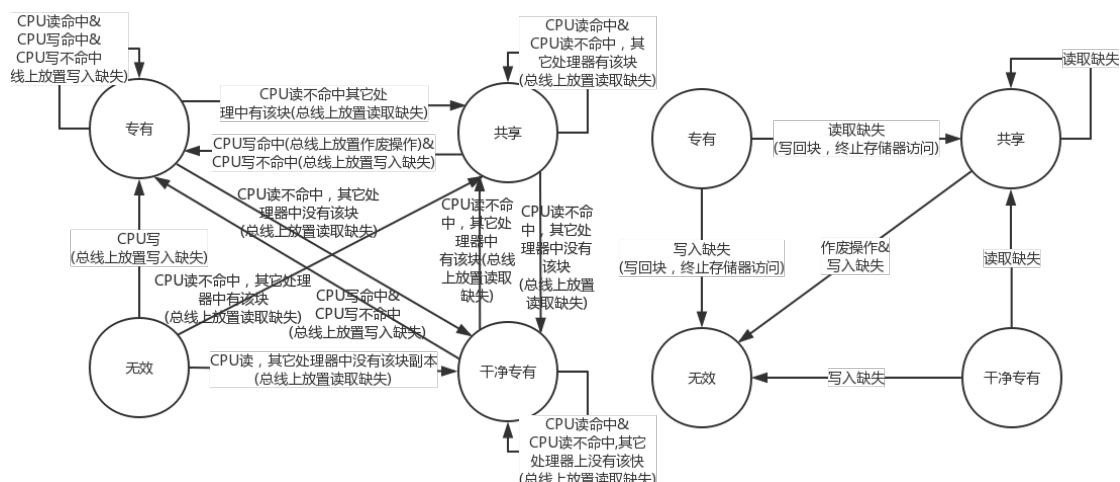 CPU读命中&
CPU写命中&
CPU写不命中
线上放置写入缺失)
专有
CPU读不命中其它处
理中有该块(总线上放置读取缺失)
CPU读命中&
CPU读不命中，其
它处理器有该块
(总线上放置读取缺失)
共享
CPU写命中(总线上放置作废操作)&
CPU写不命中(总线上放置写入缺失)
CPU读不命中，其它处
理器中没有该块
(总线上放置读取缺失)
CPU读不命
中，其它处
理器中
有该块(总线
上放置读取
缺失)
CPU读不命
中，其它处
理器中没有
该块
(总线上放置
读取缺失)
CPU写
(总线上放置写入缺失)
CPU读不命中，其它处理
器中有该块
(总线上放置读取缺失)
CPU写命中&
CPU写不命中
(总线上放置写入缺失)
无效
CPU读，其它处理器中没有该块副本
(总线上放置读取缺失)
干净专有
CPU读命中&
CPU读不命中,其它
处理器上没有该快
(总线上放置读取缺失)
专有
读取缺失
(写回块，终止存储器访问)
共享
读取缺失
写入缺失
(写回块，终止存储器访问)
作废操作&
写入缺失
读取缺失
无效
写入缺失
干净专有